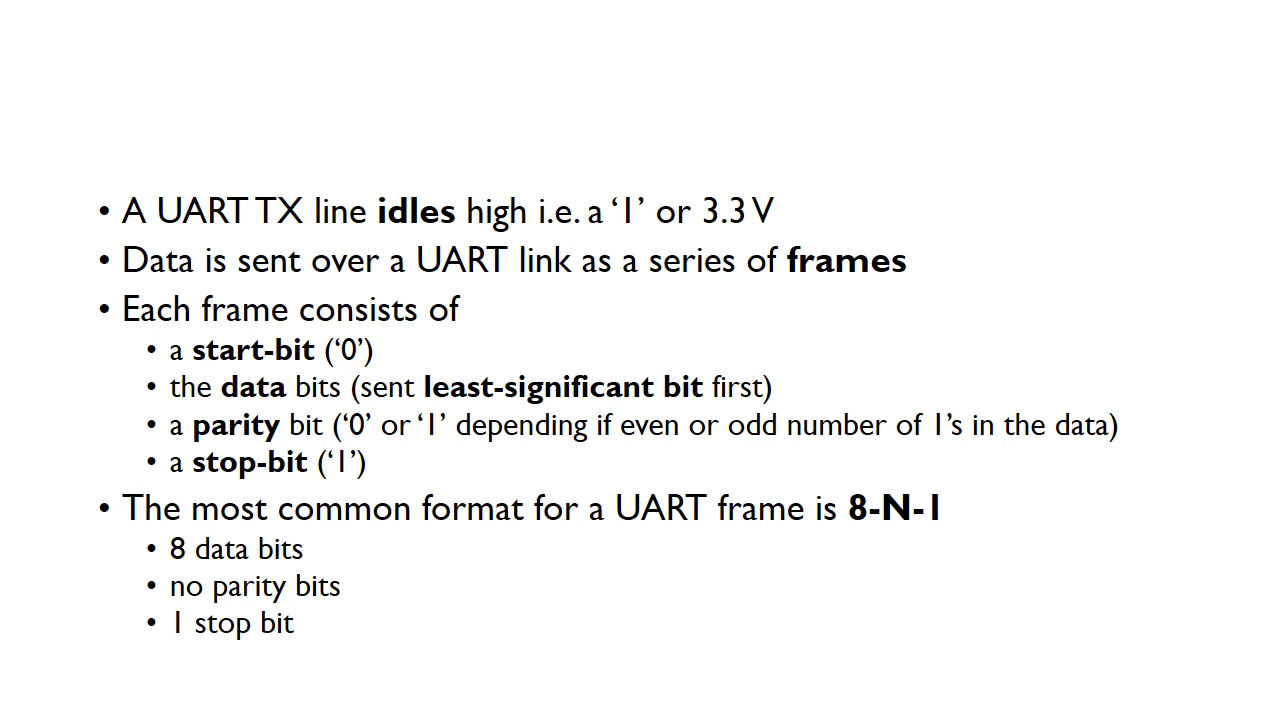 • A UART TX line idles high i.e. a ‘1’ or 3.3 V
• Data is sent over a UART link as a series of frames
• Each frame consists of
• a start-bit (‘0’)
• the data bits (sent least-significant bit first)
• a parity bit (‘0’ or ‘1’ depending if even or odd number of 1’s in the data)
• a stop-bit (‘1’)
• The most common format for a UART frame is 8-N-1
• 8 data bits
• no parity bits
• 1 stop bit